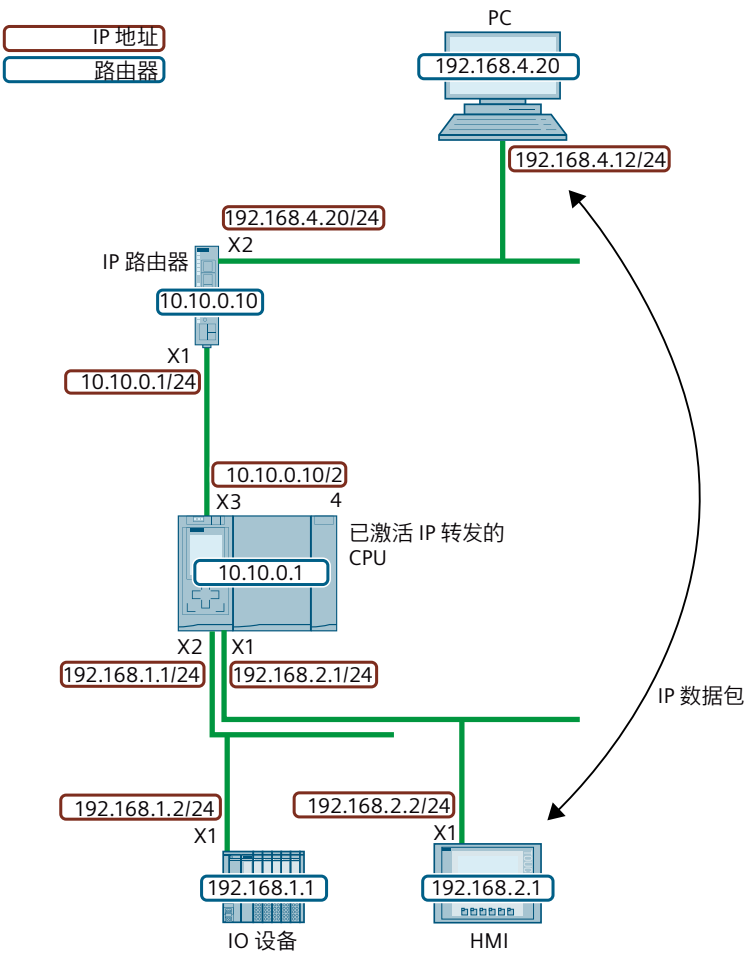 IP 地址
路由器
PC
192.168.4.20
192.168.4.12/24
192.168.4.20/24
X2
IP 路由器
10.10.0.10
X1
10.10.0.1/24
10.10.0.10/2
4
X3
已激活 IP 转发的
CPU
10.10.0.1
X2
X1
192.168.1.1/24
192.168.2.1/24
IP 数据包
192.168.1.2/24
192.168.2.2/24
X1
X1
192.168.1.1
192.168.2.1
IO 设备
HMI